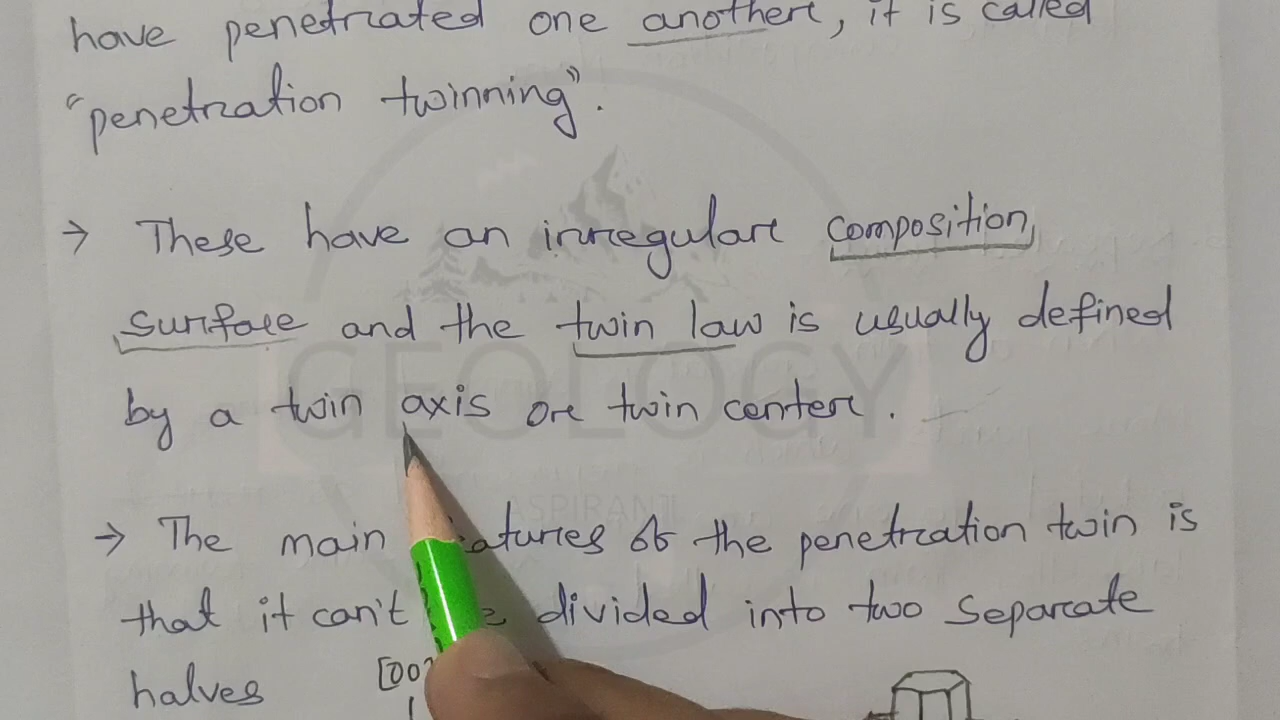 have penetrated one another, it is called
"penetration twinning".
→ These have an irregular composition
surface and the twin law is usually defined
by a twin axis or twin center.
GEOLOGY
ASPIRANT
→ The main of the penetration twin is
that it can't divided into two separate
halves